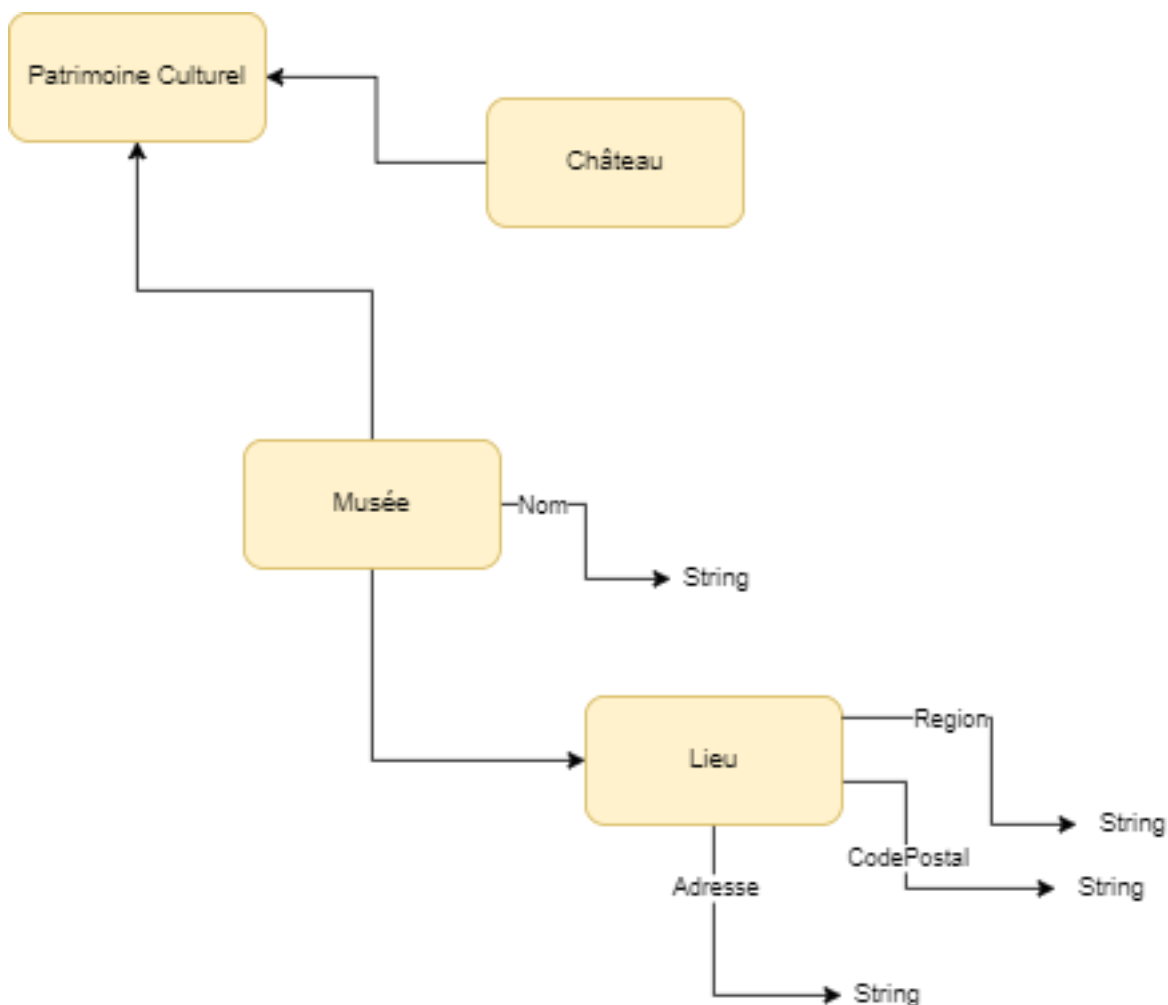 Patrimoine Culturel
Château
Musée
Nom
String
Lieu
Region
String
CodePostal
String
Adresse
String